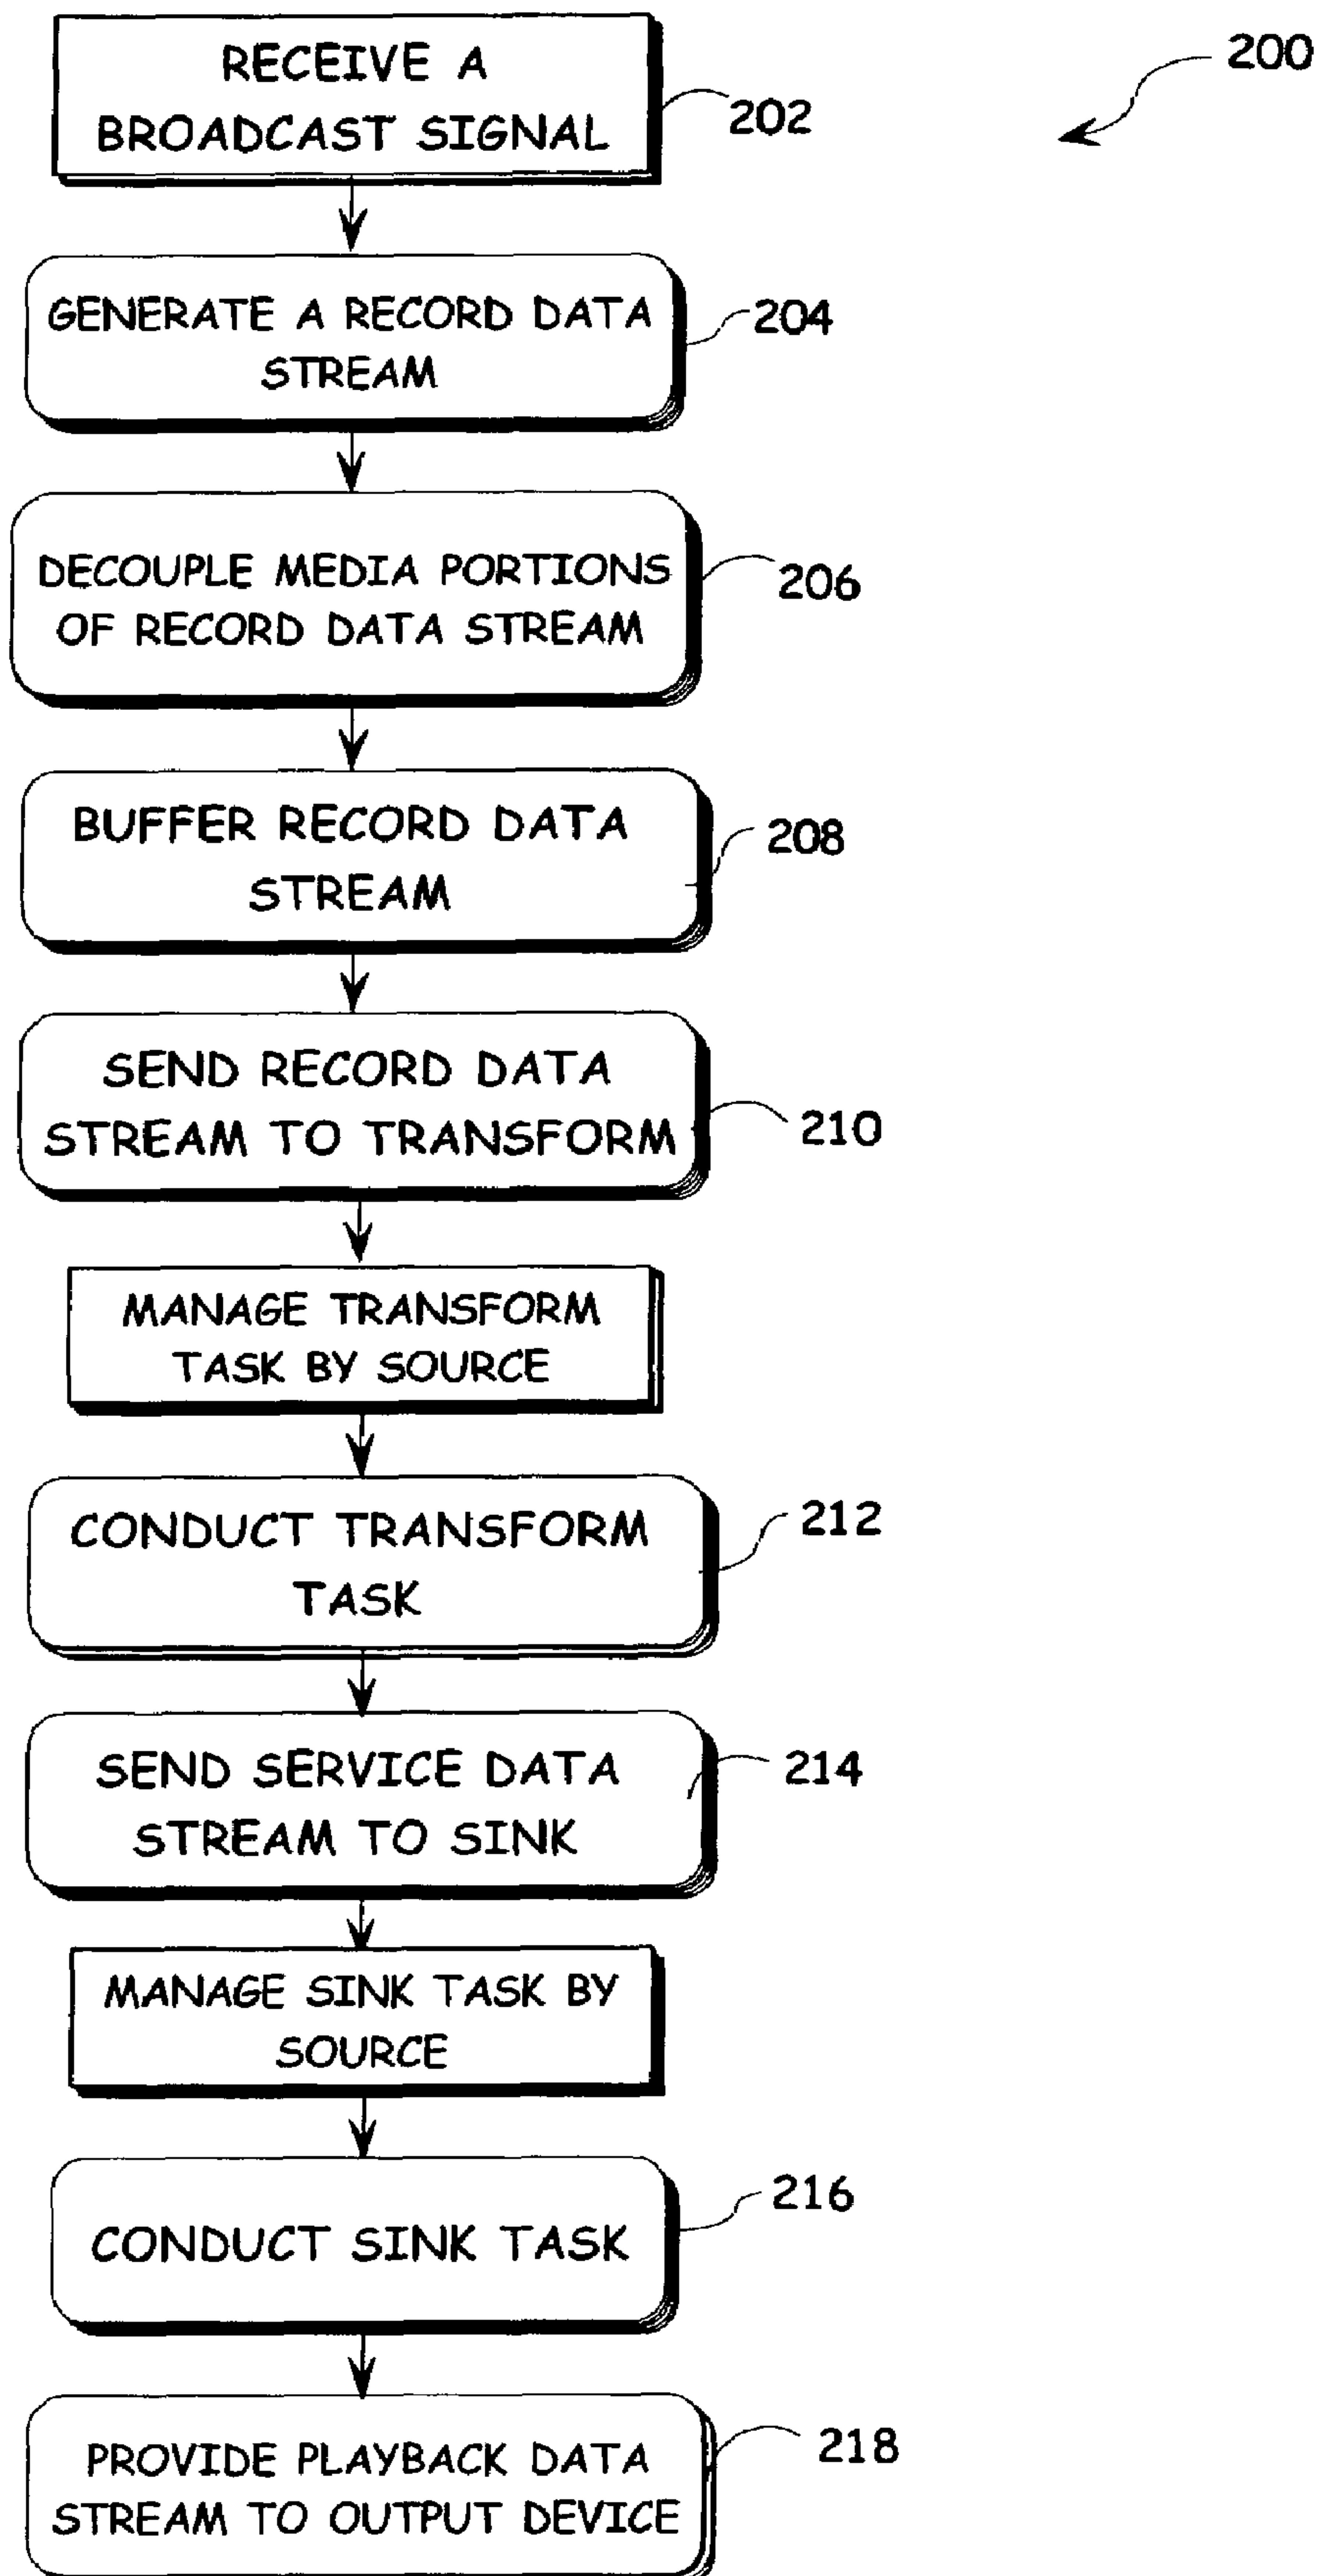 200
RECEIVE A
BROADCAST SIGNAL
202
GENERATE A RECORD DATA
STREAM
204
DECOUPLE MEDIA PORTIONS
OF RECORD DATA STREAM
206
BUFFER RECORD DATA
STREAM
208
SEND RECORD DATA
STREAM TO TRANSFORM
210
MANAGE TRANSFORM
TASK BY SOURCE
CONDUCT TRANSFORM
TASK
212
SEND SERVICE DATA
STREAM TO SINK
214
MANAGE SINK TASK BY
SOURCE
CONDUCT SINK TASK
216
PROVIDE PLAYBACK DATA
STREAM TO OUTPUT DEVICE
218